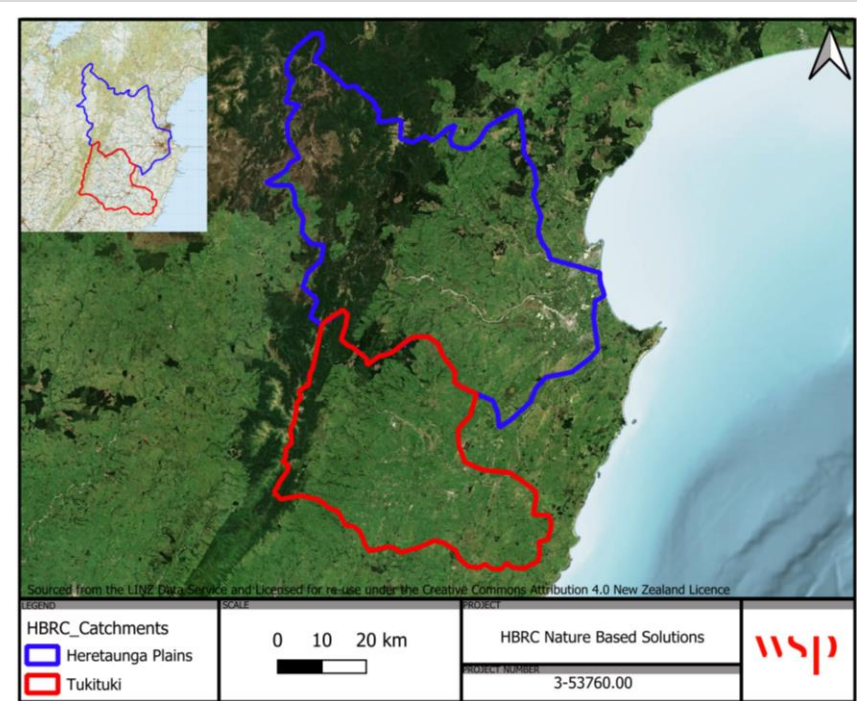 Sourced from the LINZ Data Service and Licensed for re-use under the Creative Commons Attribution 4.0 New Zealand Licence
LEGEND
HBRC_Catchments
Heretaunga Plains
Tukituki
SCALE
0 10 20 km
PROJECT
HBRC Nature Based Solutions
PROJECT NUMBER
3-53760.00
wsp